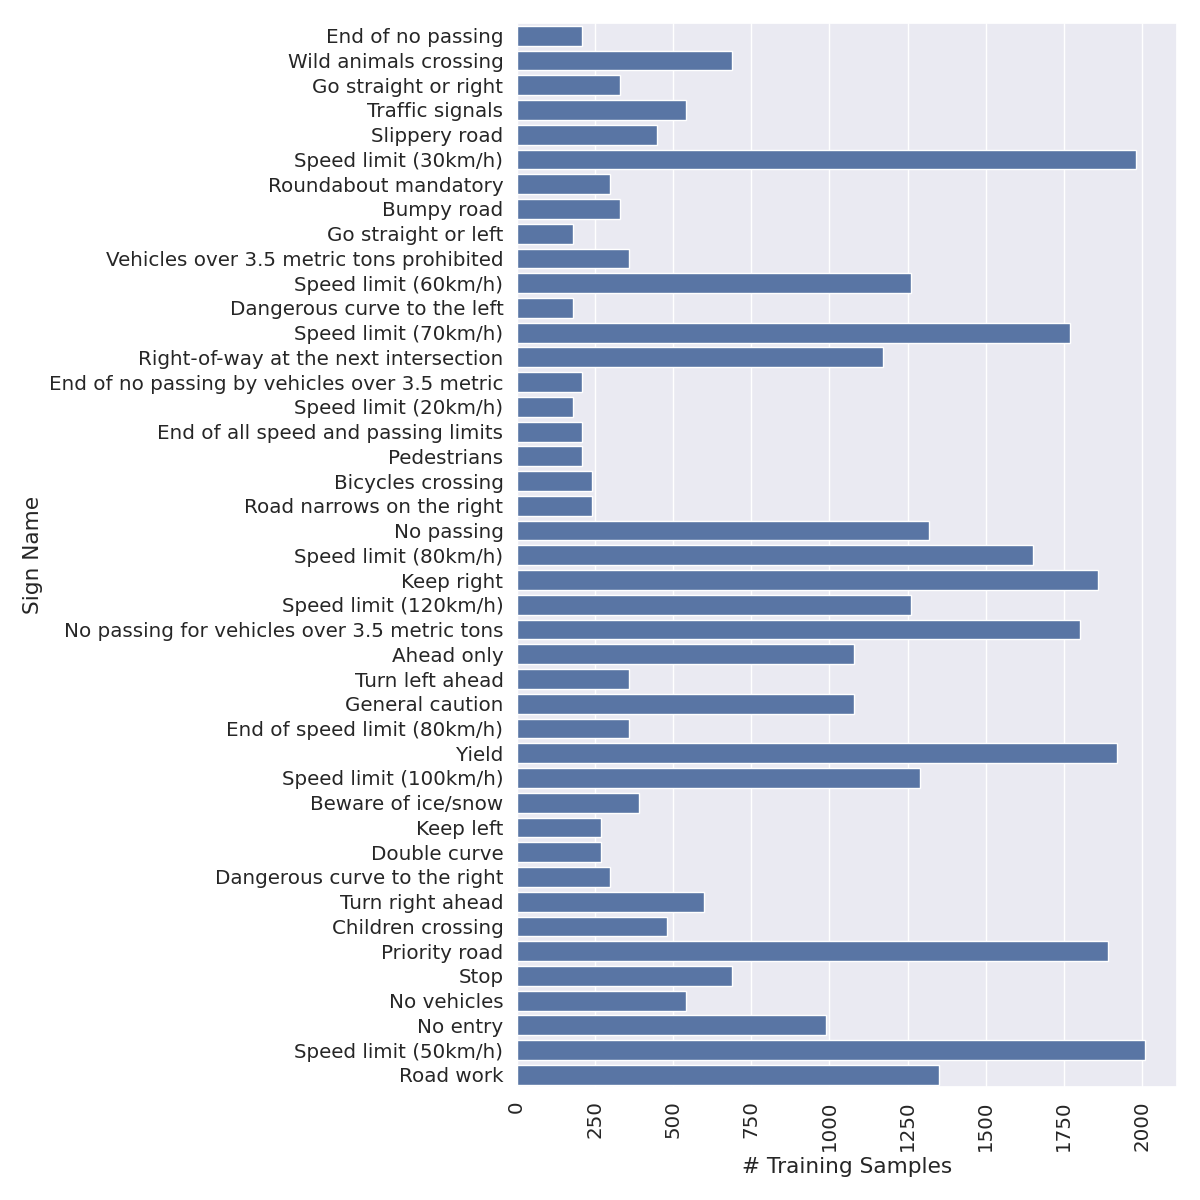 End of no passing
Wild animals crossing
Go straight or right
Traffic signals
Slippery road
Speed limit (30km/h)
Roundabout mandatory
Bumpy road
Go straight or left
Vehicles over 3.5 metric tons prohibited
Speed limit (60km/h)
Dangerous curve to the left
Speed limit (70km/h)
Right-of-way at the next intersection
End of no passing by vehicles over 3.5 metric
Speed limit (20km/h)
End of all speed and passing limits
Pedestrians
Bicycles crossing
Road narrows on the right
No passing
Speed limit (80km/h)
Keep right
Speed limit (120km/h)
No passing for vehicles over 3.5 metric tons
Ahead only
Turn left ahead
General caution
End of speed limit (80km/h)
Yield
Speed limit (100km/h)
Beware of ice/snow
Keep left
Double curve
Dangerous curve to the right
Turn right ahead
Children crossing
Priority road
Stop
No vehicles
No entry
Speed limit (50km/h)
Road work
Sign Name
0
250
500
750
1000
1250
1500
1750
2000
# Training Samples